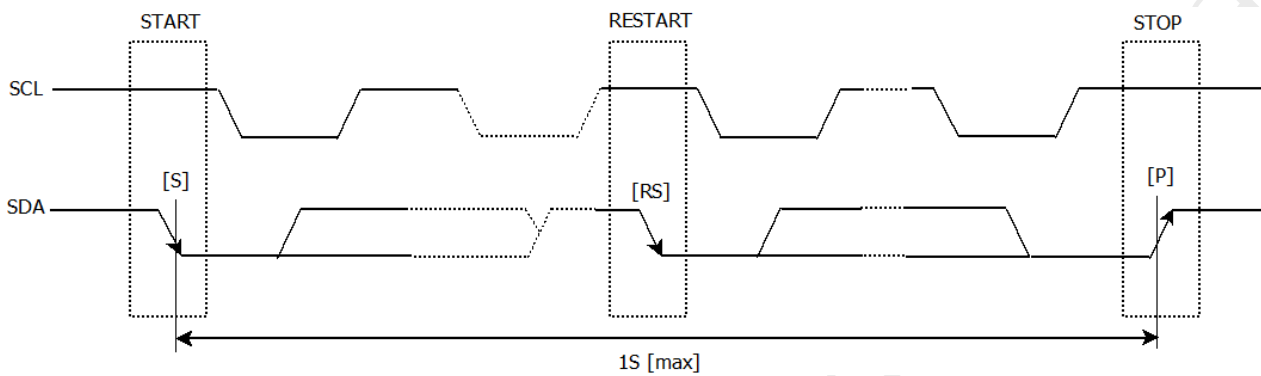 START
RESTART
STOP
SCL
[S]
[RS]
[P]
SDA
1S [max]